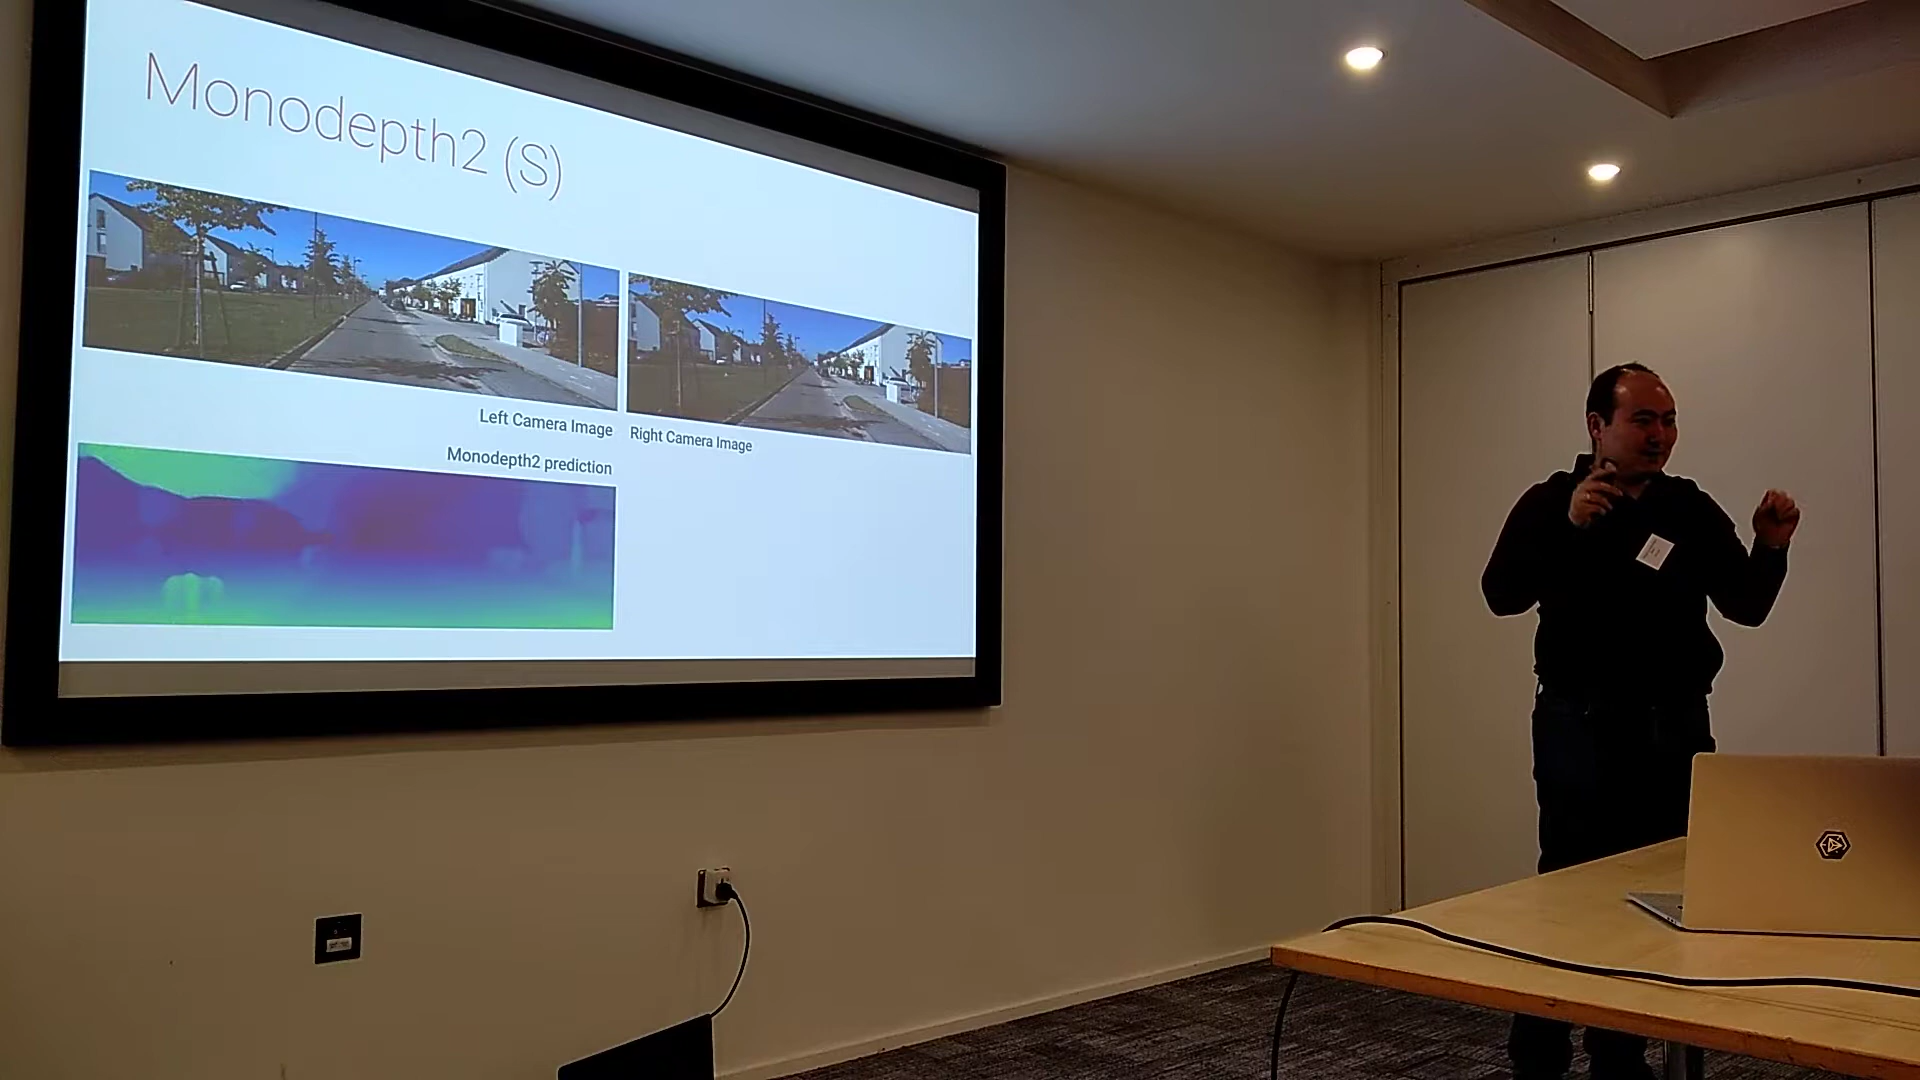 Monodepth2 (S)
Left Camera Image
Right Camera Image
Monodepth2 prediction